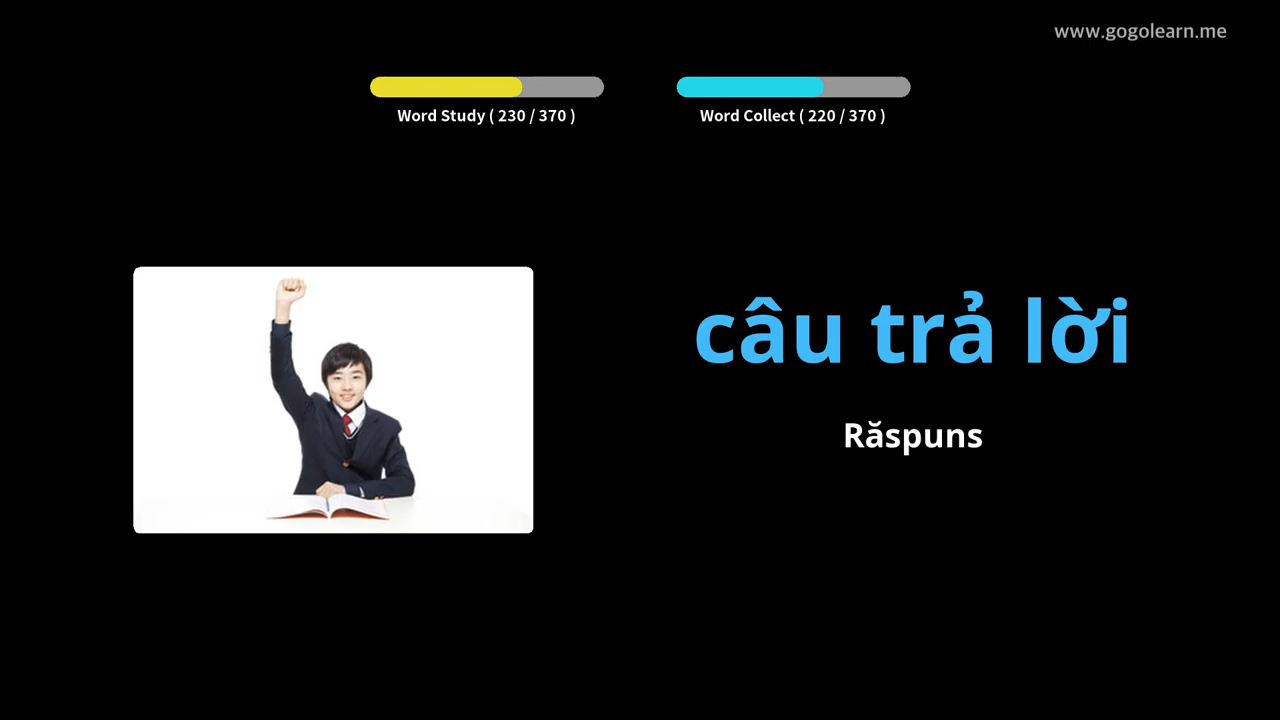 www.gogolearn.me
Word Study ( 230 / 370 )
Word Collect ( 220 / 370 )
câu trả lời
Răspuns